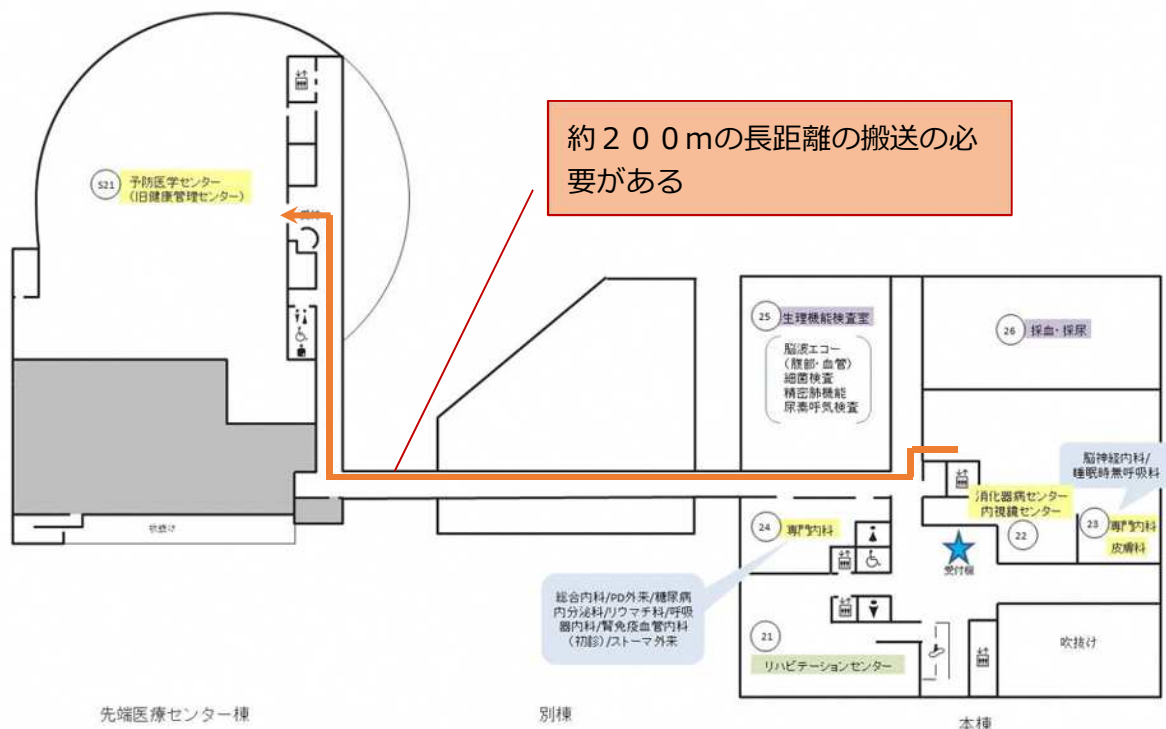 約２００ｍの長距離の搬送の必
要がある
S21
予防医学センター
(旧健康管理センター)
25
生理機能検査室
脳波エコー
(腹部・血管)
細菌検査
精密肺機能
尿素呼気検査
26
採血・採尿
脳神経内科/
睡眠時無呼吸科
消化器病センター
内視鏡センター
22
23
専門内科
皮膚科
24
専門内科
受付機
吹抜け
総合内科/PD外来/糖尿病
内分泌科/リウマチ科/呼吸
器内科/腎免疫血管内科
(初診)/ストーマ外来
21
リハビテーションセンター
吹抜け
先端医療センター棟
別棟
本棟